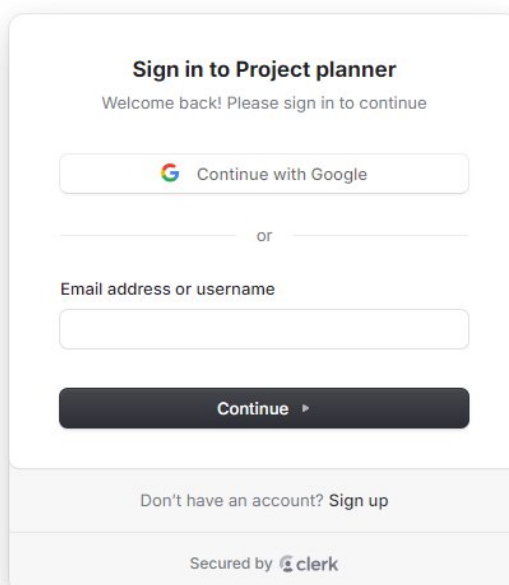 Sign in to Project planner
Welcome back! Please sign in to continue
Continue with Google
or
Email address or username
Continue
Don't have an account? Sign up
Secured by clerk